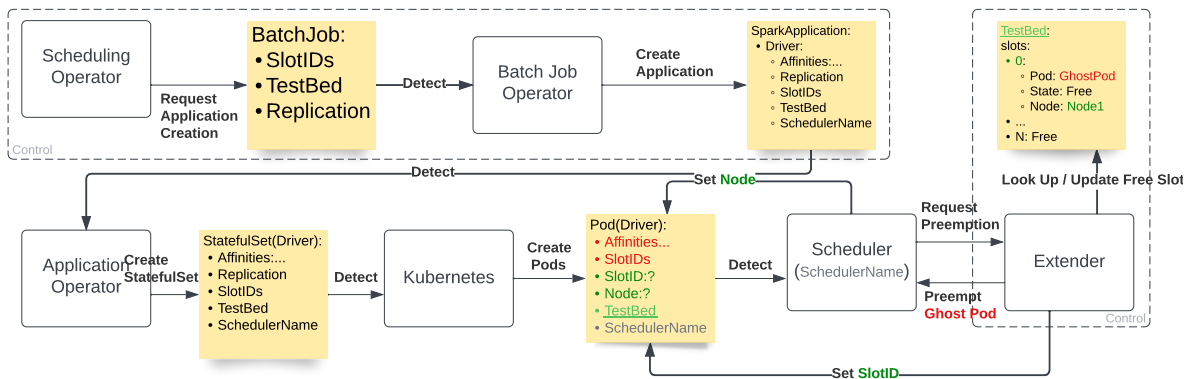 Scheduling
Operator
Request
Application
Creation
BatchJob:
• SlotIDs
• TestBed
• Replication
Detect
Batch Job
Operator
Create
Application
SparkApplication:
• Driver:
◦ Affinities:...
◦ Replication
◦ SlotIDs
◦ TestBed
◦ SchedulerName
Control
TestBed:
slots:
• 0:
◦ Pod: GhostPod
◦ State: Free
◦ Node: Node1
• ...
• N: Free
Detect
Set Node
Look Up / Update Free Slot
Application
Operator
Create
StatefulSet
StatefulSet(Driver):
• Affinities:...
• Replication
• SlotIDs
• TestBed
• SchedulerName
Detect
Kubernetes
Create
Pods
Pod(Driver):
• Affinities...
• SlotIDs
• SlotID:?
• Node:?
• TestBed
• SchedulerName
Detect
Scheduler
(SchedulerName)
Request
Preemption
Preempt
Ghost Pod
Extender
Control
Set SlotID